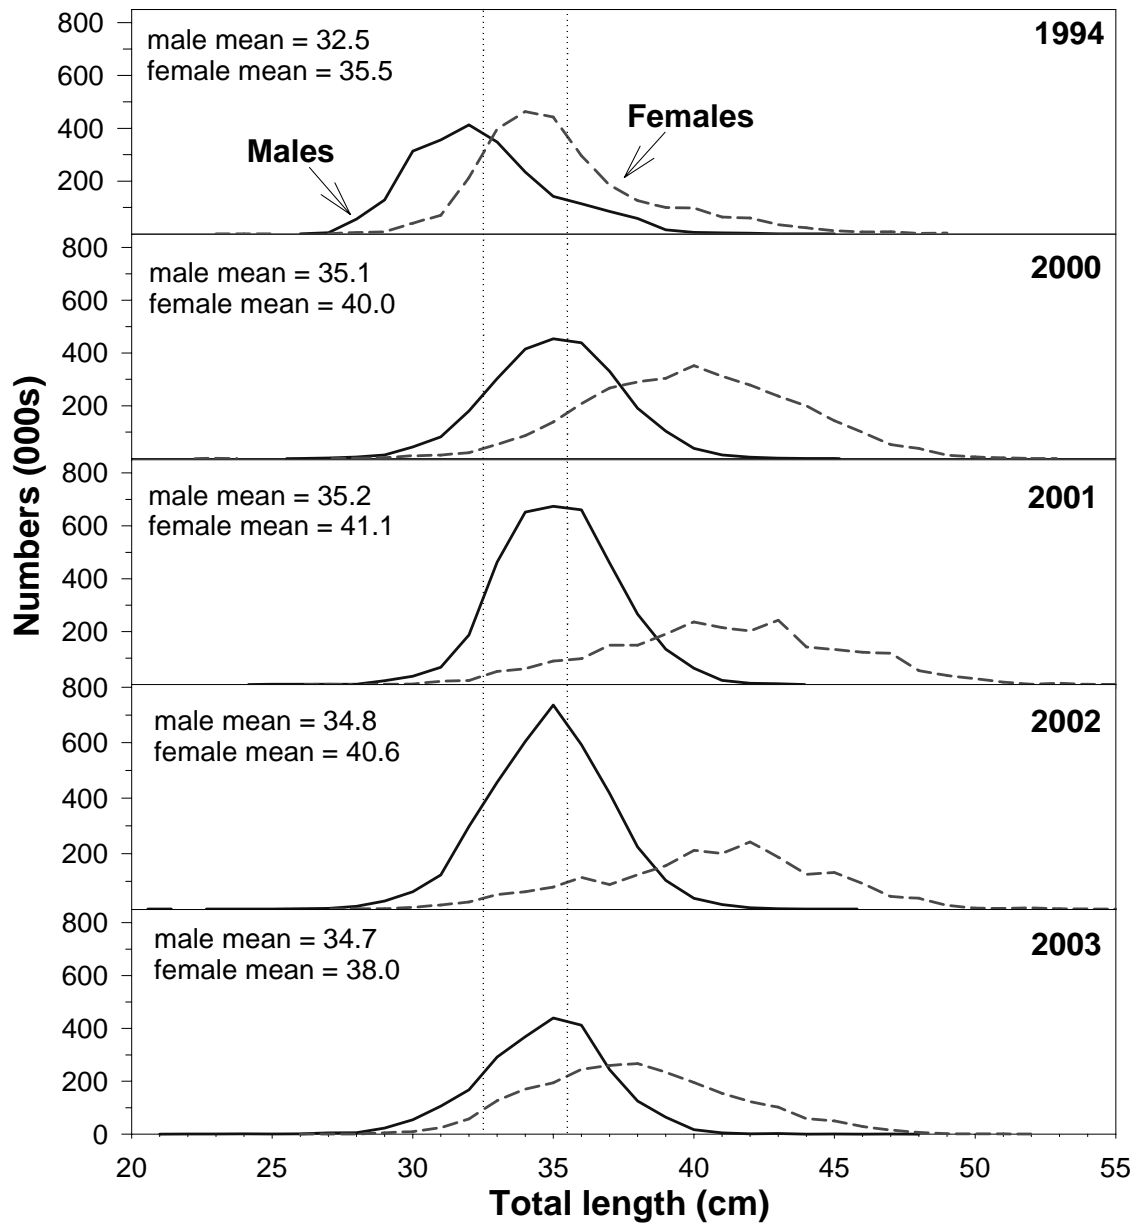 1994
male mean = 32.5
female mean = 35.5
Males
Females
800
600
400
200
2000
male mean = 35.1
female mean = 40.0
800
600
400
200
2001
male mean = 35.2
female mean = 41.1
800
600
400
200
2002
male mean = 34.8
female mean = 40.6
800
600
400
200
2003
male mean = 34.7
female mean = 38.0
800
600
400
200
0
Numbers (000s)
20 25 30 35 40 45 50 55
Total length (cm)